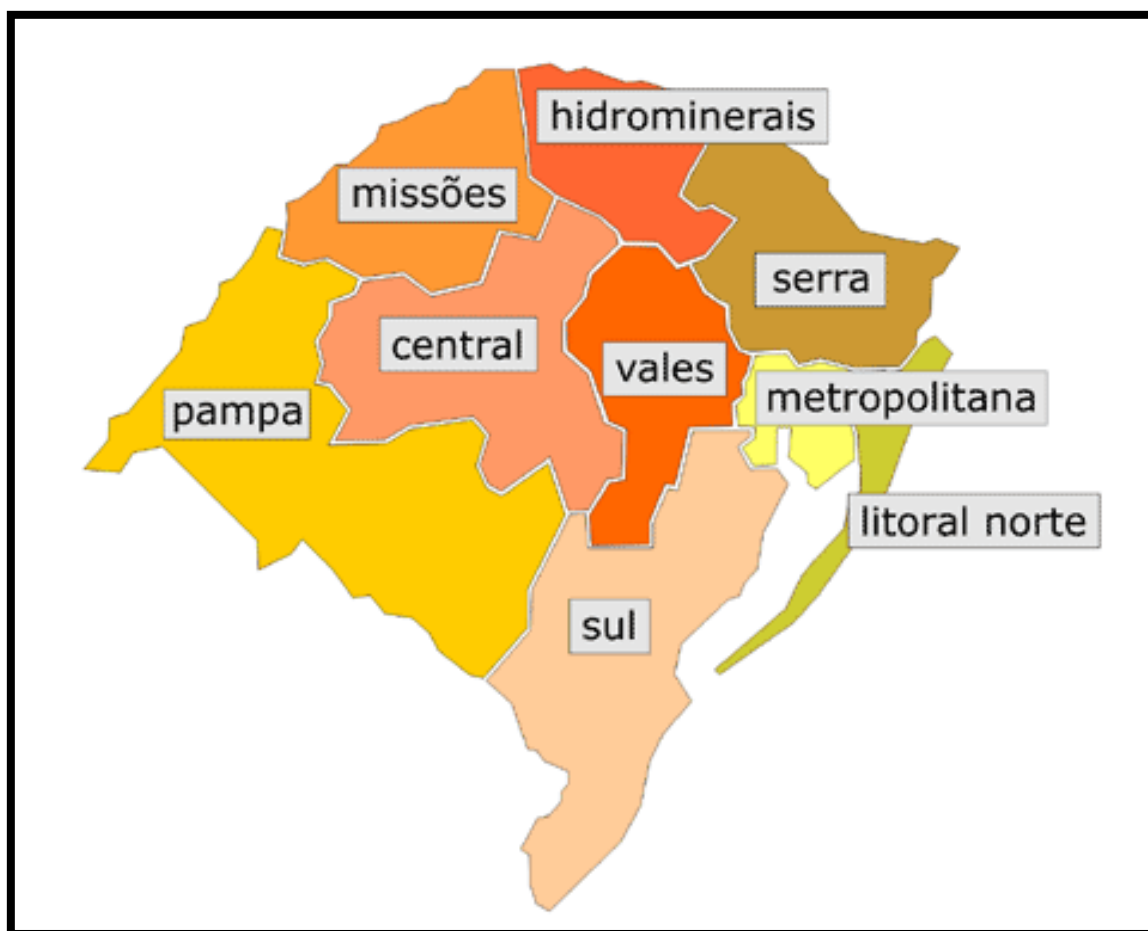 hidrominerais
missões
serra
central
vales
metropolitana
pampa
litoral norte
sul